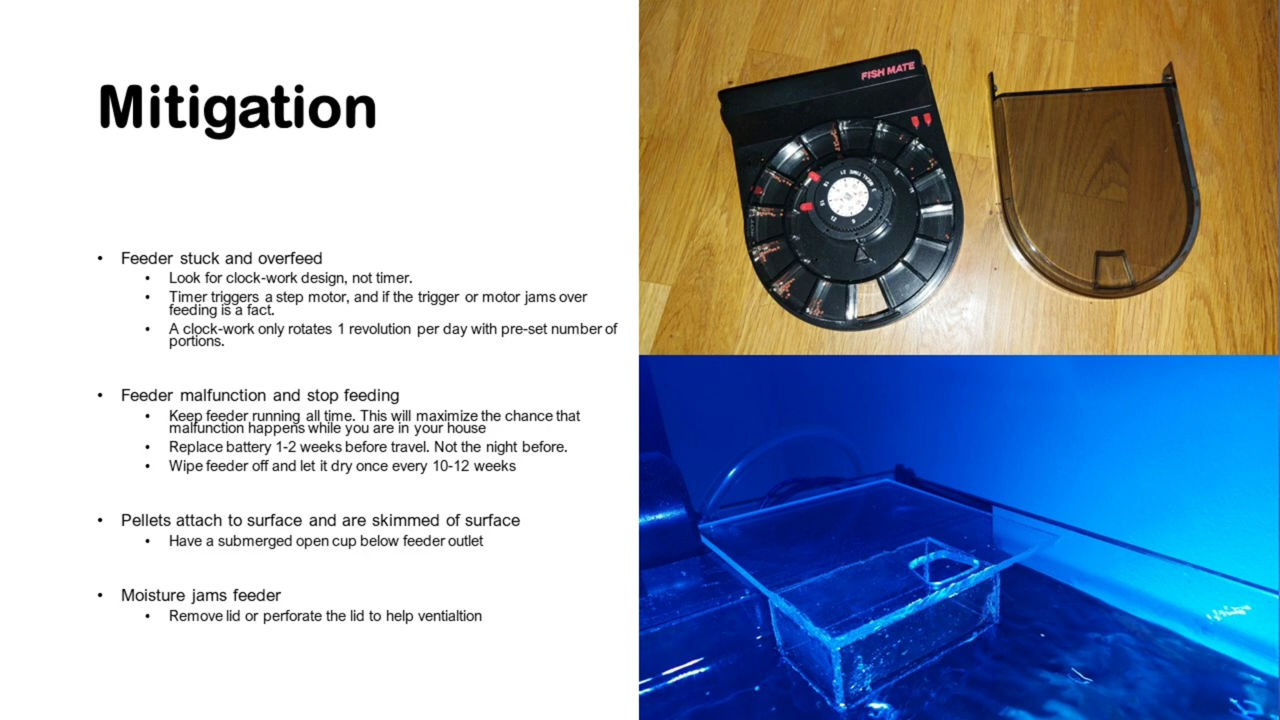 Mitigation
• Feeder stuck and overfeed
• Look for clock-work design, not timer.
• Timer triggers a step motor, and if the trigger or motor jams over
feeding is a fact.
• A clock-work only rotates 1 revolution per day with pre-set number of
portions.
• Feeder malfunction and stop feeding
• Keep feeder running all time. This will maximize the chance that
malfunction happens while you are in your house
• Replace battery 1-2 weeks before travel. Not the night before.
• Wipe feeder off and let it dry once every 10-12 weeks
• Pellets attach to surface and are skimmed of surface
• Have a submerged open cup below feeder outlet
• Moisture jams feeder
• Remove lid or perforate the lid to help ventialtion
FISH MATE